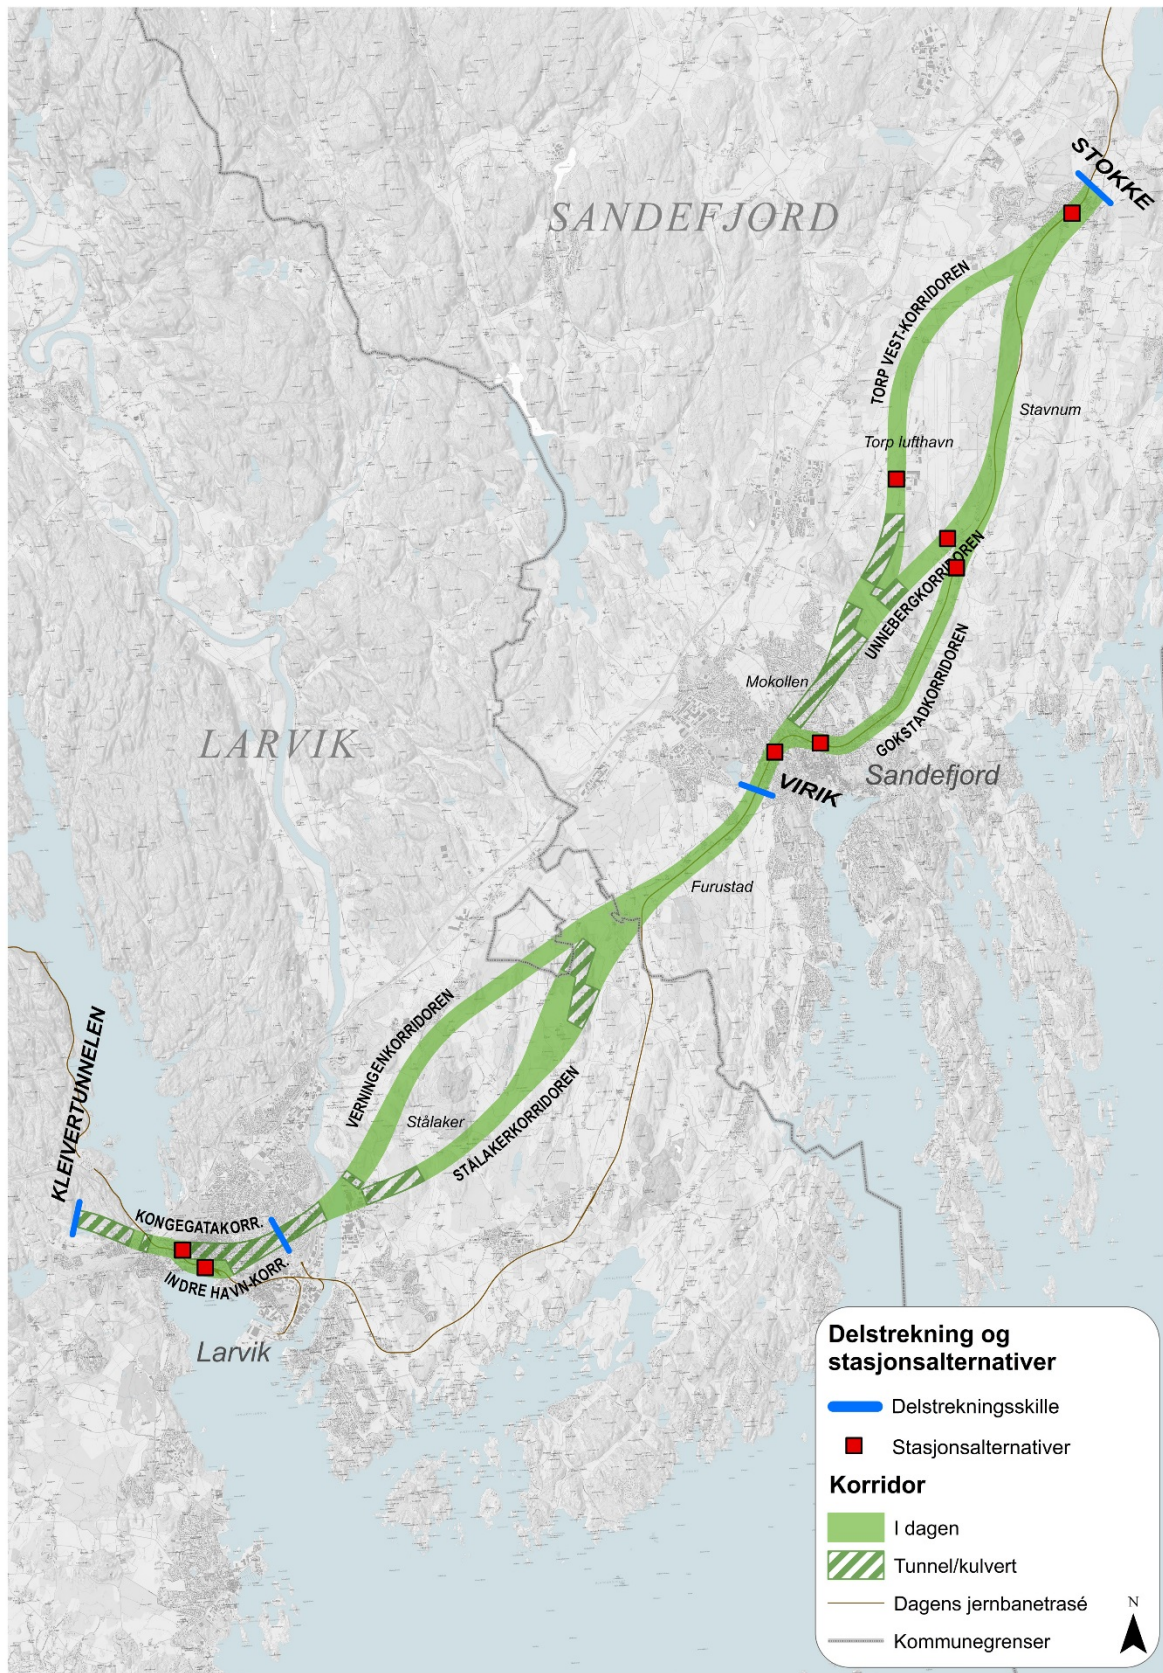 STOKKE
SANDEFJORD
TORP VEST-KORRIDOREN
Stavnum
Torp lufthavn
UNNEBERGKORRIDOREN
GOKSTADKORRIDOREN
Mokollen
LARVIK
Sandefjord
VIRIK
Furustad
VERNINGENKORRIDOREN
KLEIVERTUNNELEN
Stålaker
STÅLAKERKORRIDOREN
KONGEGATAKORR.
INDRE HAVN-KORR.
Larvik
Delstrekning og
stasjonsalternativer
Delstrekningsskille
Stasjonsalternativer
Korridor
I dagen
Tunnel/kulvert
Dagens jernbanetrasé
N
Kommunegrenser